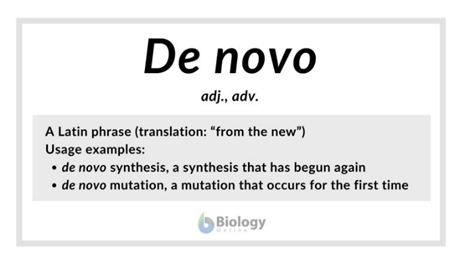 De novo
adj., adv.
A Latin phrase (translation: “from the new”)
Usage examples:
• de novo synthesis, a synthesis that has begun again
• de novo mutation, a mutation that occurs for the first time
Biology
Online